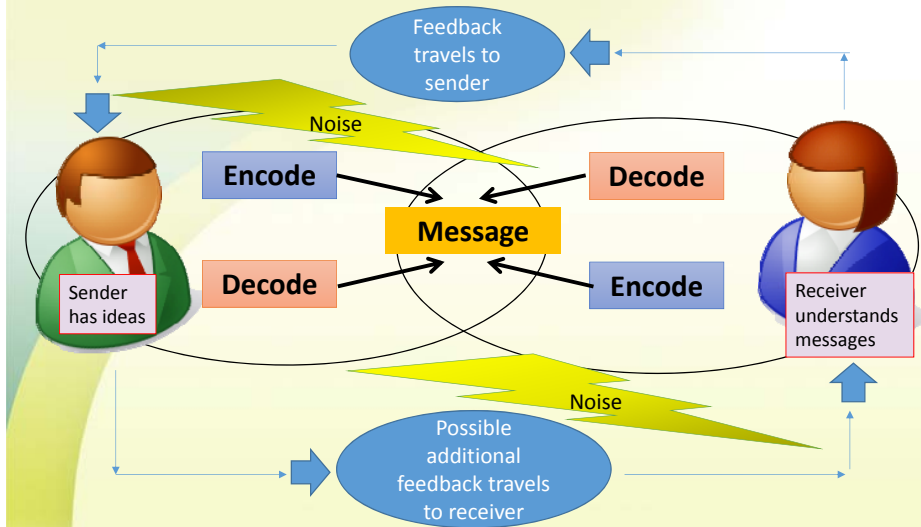 Feedback
travels to
sender
Noise
Encode
Decode
Message
Decode
Encode
Sender
has ideas
Receiver
understands
messages
Noise
Possible
additional
feedback travels
to receiver